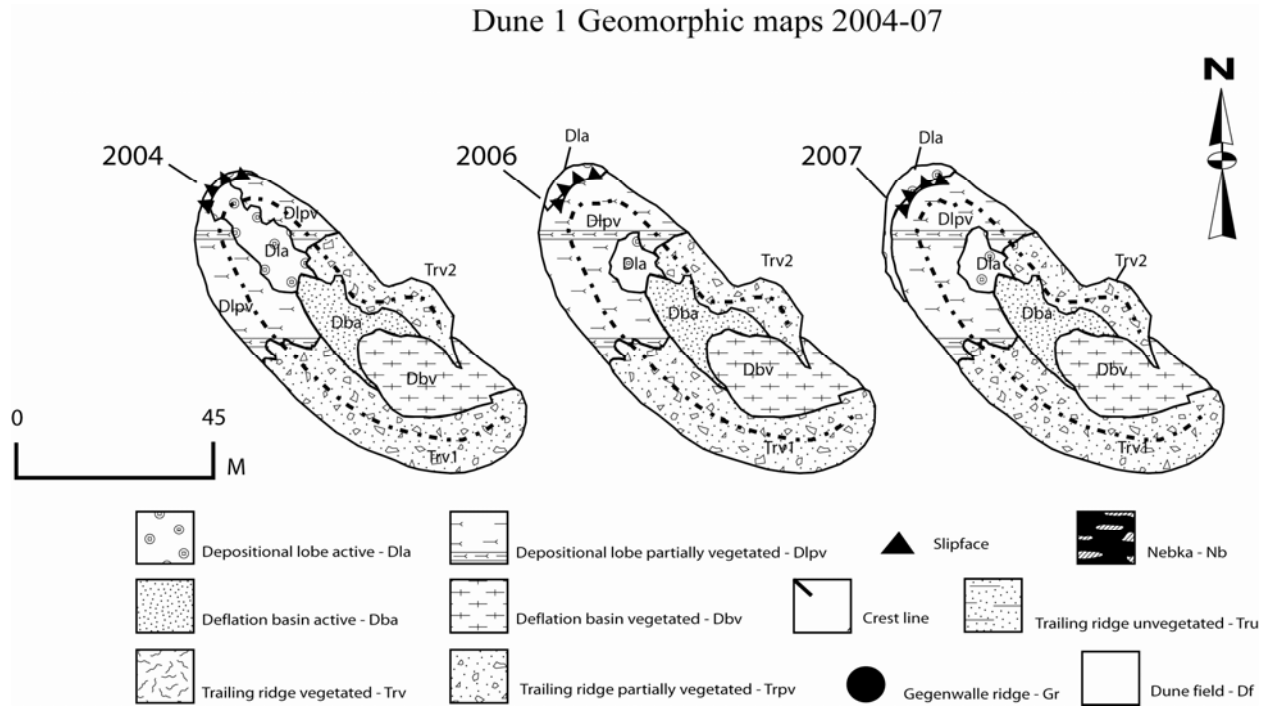 Dune 1 Geomorphic maps 2004-07
N
2004
Dlpv
Dla
Dlpv
Trv2
Dba
Dbv
Trv1
2006
Dla
Dlpv
Dla
Trv2
Dba
Dbv
Trv1
2007
Dla
Dlpv
Dla
Trv2
Dba
Dbv
Trv1
0 45
M
Depositional lobe active - Dla
Depositional lobe partially vegetated - Dlpv
Slipface
Nebka - Nb
Deflation basin active - Dba
Deflation basin vegetated - Dbv
Crest line
Trailing ridge unvegetated - Tru
Trailing ridge vegetated - Trv
Trailing ridge partially vegetated - Trpv
Gegenwalle ridge - Gr
Dune field - Df